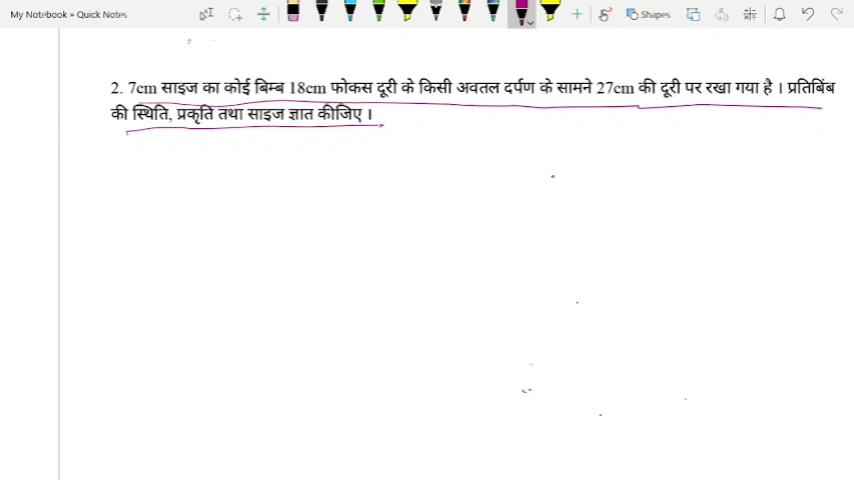 My Notebook » Quick Notes
Shapes
2. 7cm साइज का कोई बिम्ब 18cm फोकस दूरी के किसी अवतल दर्पण के सामने 27cm की दूरी पर रखा गया है । प्रतिबिंब
की स्थिति, प्रकृति तथा साइज ज्ञात कीजिए ।